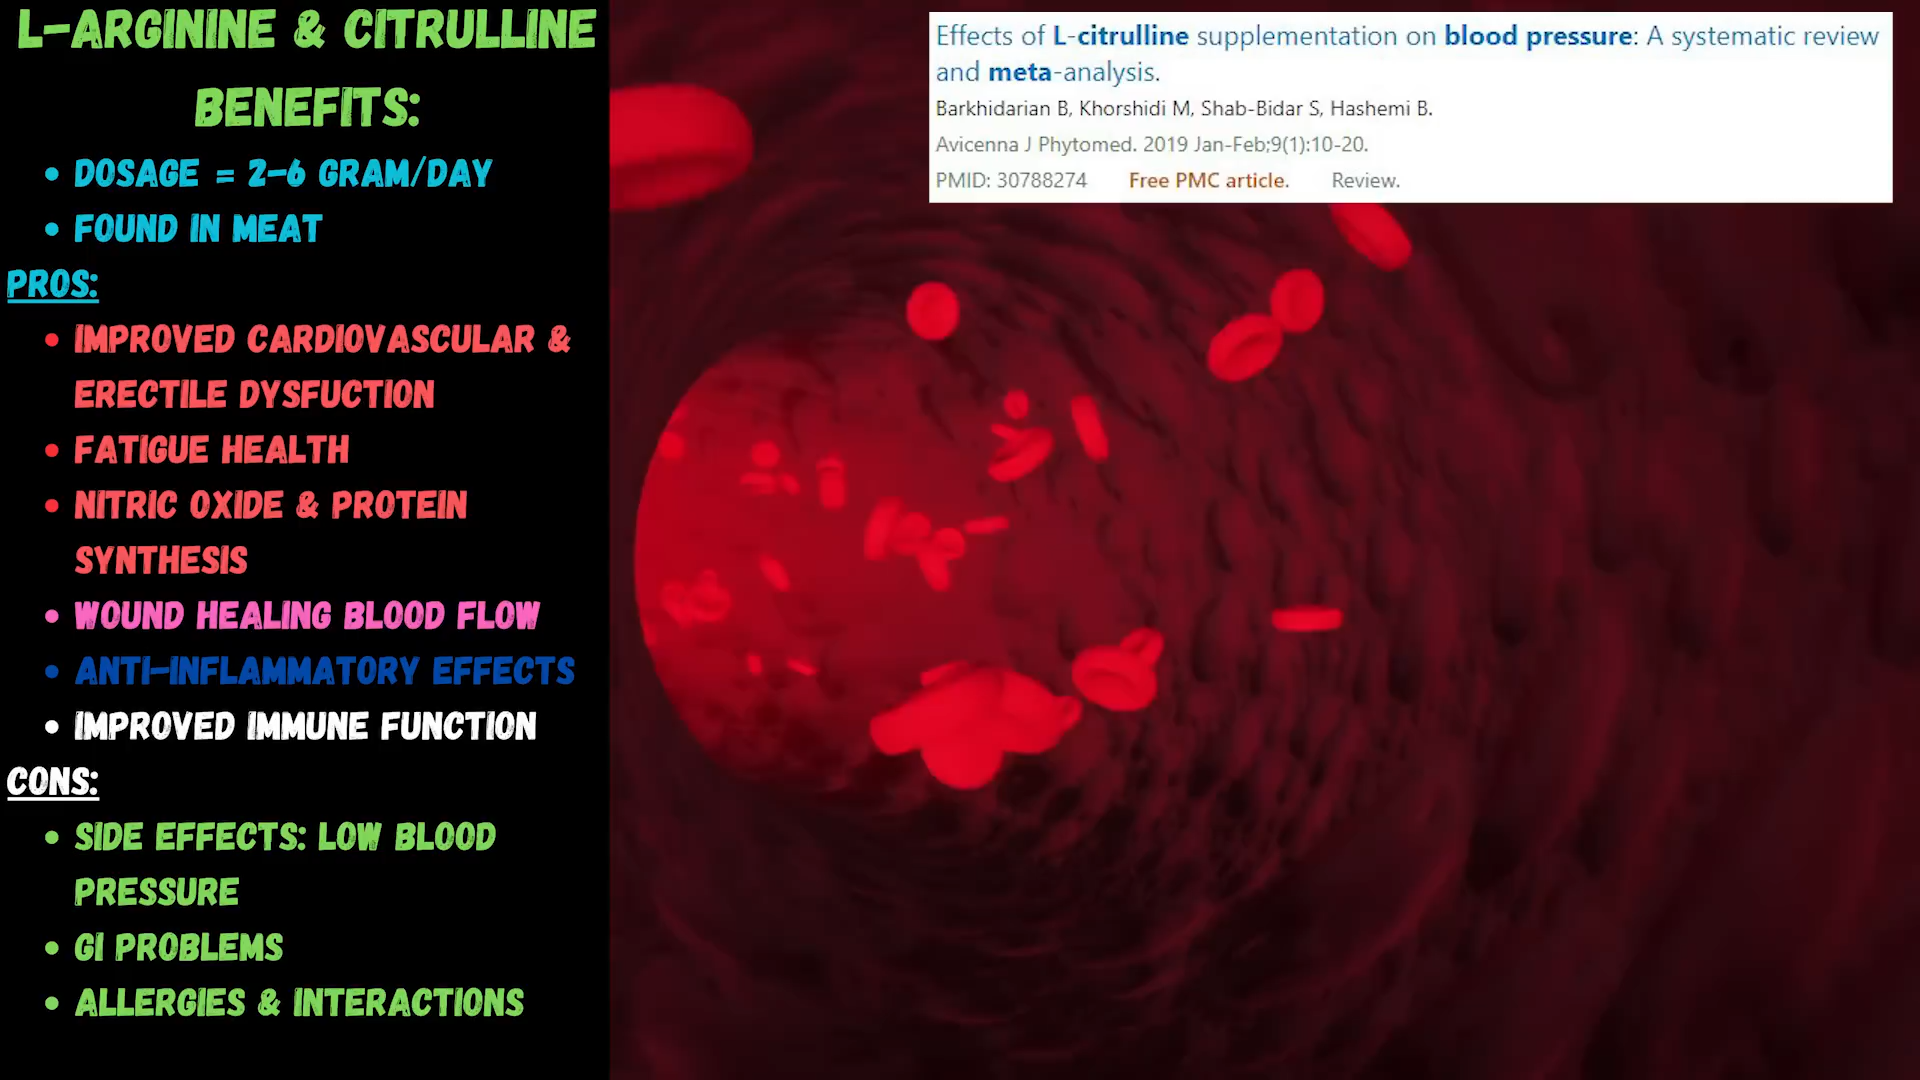 L-ARGININE & CITRULLINE
BENEFITS:
• DOSAGE = 2-6 GRAM/DAY
• FOUND IN MEAT
PROS:
• IMPROVED CARDIOVASCULAR &
ERECTILE DYSFUCTION
• FATIGUE HEALTH
• NITRIC OXIDE & PROTEIN
SYNTHESIS
• WOUND HEALING BLOOD FLOW
• ANTI-INFLAMMATORY EFFECTS
• IMPROVED IMMUNE FUNCTION
CONS:
• SIDE EFFECTS: LOW BLOOD
PRESSURE
• GI PROBLEMS
• ALLERGIES & INTERACTIONS
Effects of L-citrulline supplementation on blood pressure: A systematic review
and meta-analysis.
Barkhidarian B, Khorshidi M, Shab-Bidar S, Hashemi B.
Avicenna J Phytomed. 2019 Jan-Feb;9(1):10-20.
PMID: 30788274 Free PMC article. Review.